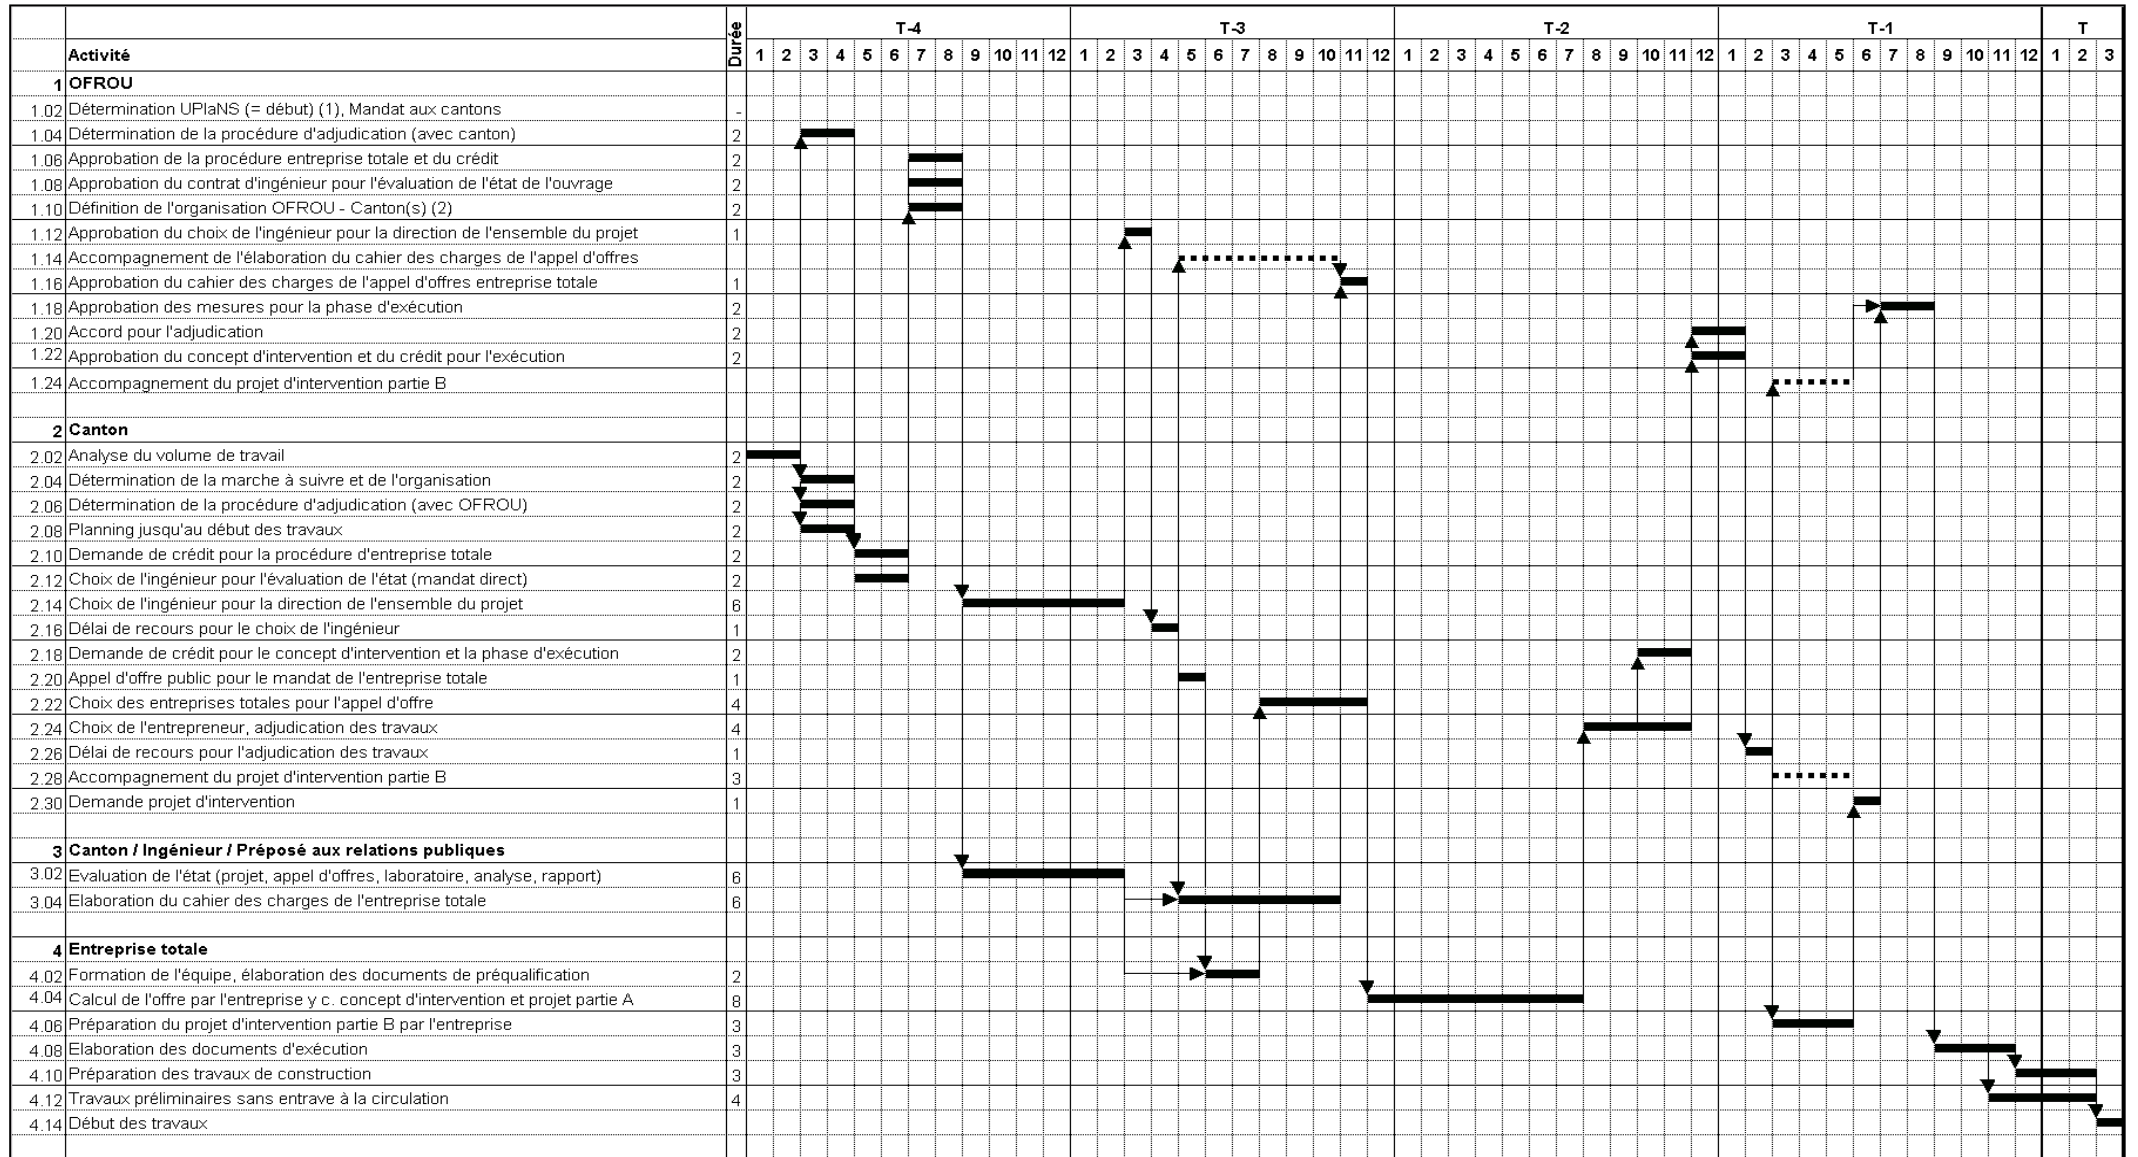 T-4 T-3 T-2 T-1 T
Activité Durée 1 2 3 4 5 6 7 8 9 10 11 12 1 2 3 4 5 6 7 8 9 10 11 12 1 2 3 4 5 6 7 8 9 10 11 12 1 2 3 4 5 6 7 8 9 10 11 12 1 2 3
1 OFROU
1.02 Détermination UPlaNS (= début) (1), Mandat aux cantons -
1.04 Détermination de la procédure d'adjudication (avec canton) 2
1.06 Approbation de la procédure entreprise totale et du crédit 2
1.08 Approbation du contrat d'ingénieur pour l'évaluation de l'état de l'ouvrage 2
1.10 Définition de l'organisation OFROU - Canton(s) (2) 2
1.12 Approbation du choix de l'ingénieur pour la direction de l'ensemble du projet 1
1.14 Accompagnement de l'élaboration du cahier des charges de l'appel d'offres
1.16 Approbation du cahier des charges de l'appel d'offres entreprise totale 1
1.18 Approbation des mesures pour la phase d'exécution 2
1.20 Accord pour l'adjudication 2
1.22 Approbation du concept d'intervention et du crédit pour l'exécution 2
1.24 Accompagnement du projet d'intervention partie B
2 Canton
2.02 Analyse du volume de travail 2
2.04 Détermination de la marche à suivre et de l'organisation 2
2.06 Détermination de la procédure d'adjudication (avec OFROU) 2
2.08 Planning jusqu'au début des travaux 2
2.10 Demande de crédit pour la procédure d'entreprise totale 2
2.12 Choix de l'ingénieur pour l'évaluation de l'état (mandat direct) 2
2.14 Choix de l'ingénieur pour la direction de l'ensemble du projet 6
2.16 Délai de recours pour le choix de l'ingénieur 1
2.18 Demande de crédit pour le concept d'intervention et la phase d'exécution 2
2.20 Appel d'offre public pour le mandat de l'entreprise totale 1
2.22 Choix des entreprises totales pour l'appel d'offre 4
2.24 Choix de l'entrepreneur, adjudication des travaux 4
2.26 Délai de recours pour l'adjudication des travaux 1
2.28 Accompagnement du projet d'intervention partie B 3
2.30 Demande projet d'intervention 1
3 Canton / Ingénieur / Préposé aux relations publiques
3.02 Evaluation de l'état (projet, appel d'offres, laboratoire, analyse, rapport) 6
3.04 Elaboration du cahier des charges de l'entreprise totale 6
4 Entreprise totale
4.02 Formation de l'équipe, élaboration des documents de préqualification 2
4.04 Calcul de l'offre par l'entreprise y c. concept d'intervention et projet partie A 8
4.06 Préparation du projet d'intervention partie B par l'entreprise 3
4.08 Elaboration des documents d'exécution 3
4.10 Préparation des travaux de construction 3
4.12 Travaux préliminaires sans entrave à la circulation 4
4.14 Début des travaux